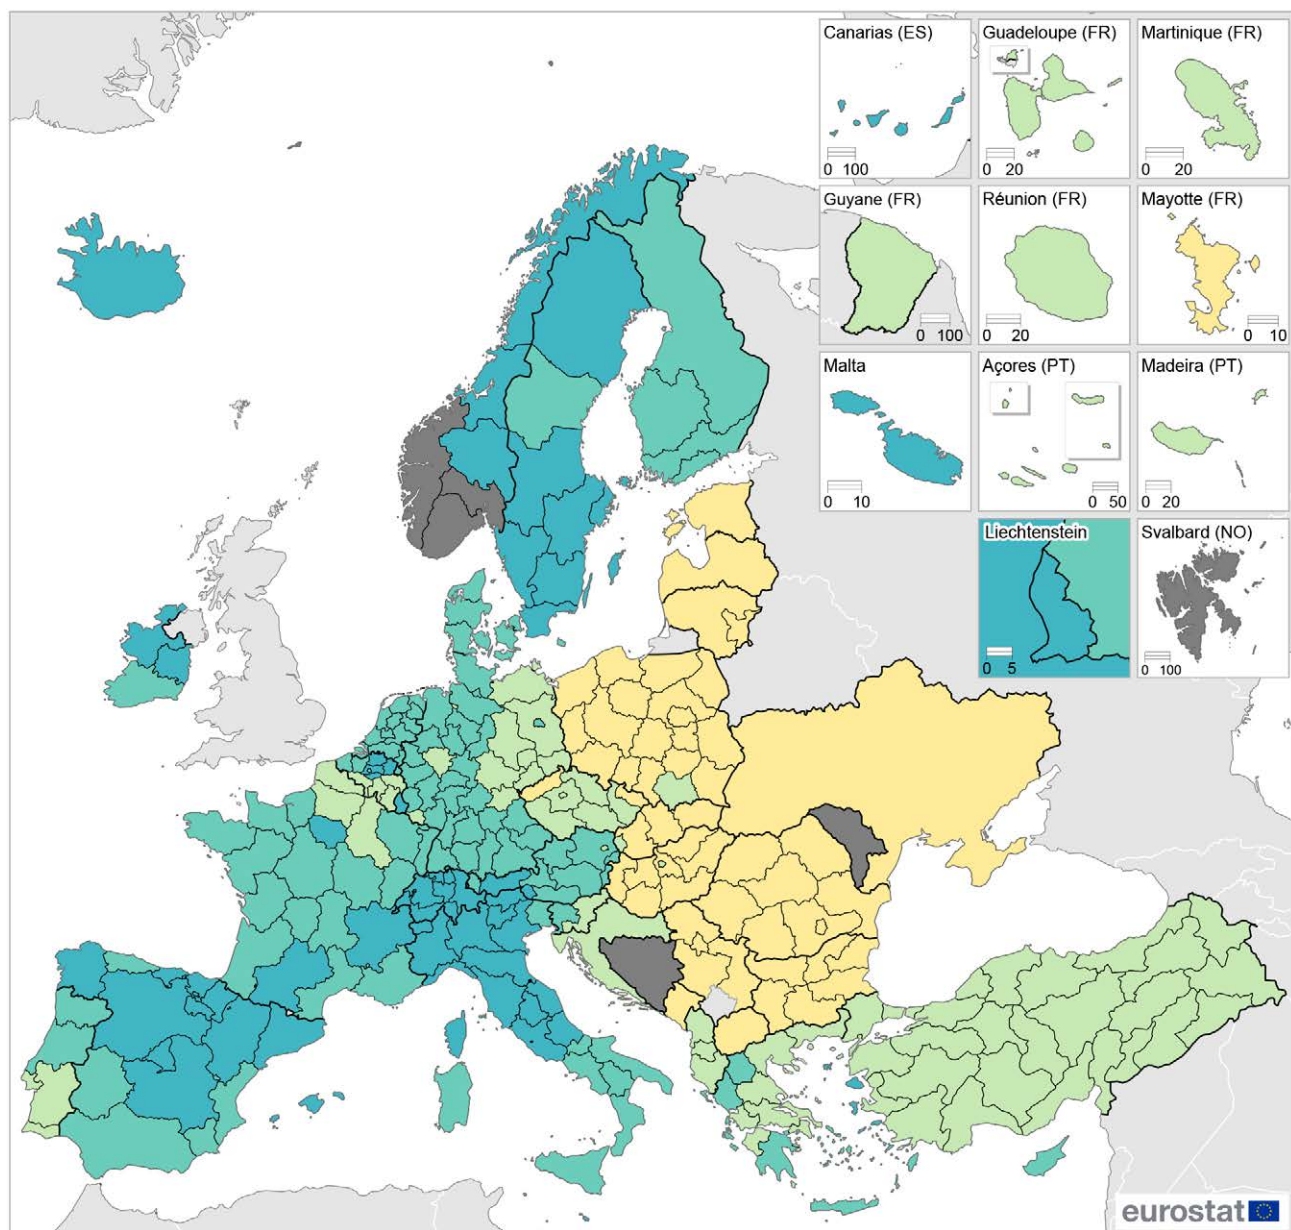 Canarias (ES)
0 100
Guadeloupe (FR)
0 20
Martinique (FR)
0 20
Guyane (FR)
0 100
Réunion (FR)
0 20
Mayotte (FR)
0 10
Malta
0 10
Açores (PT)
0 50
Madeira (PT)
0 20
Liechtenstein
0 5
Svalbard (NO)
0 100
eurostat